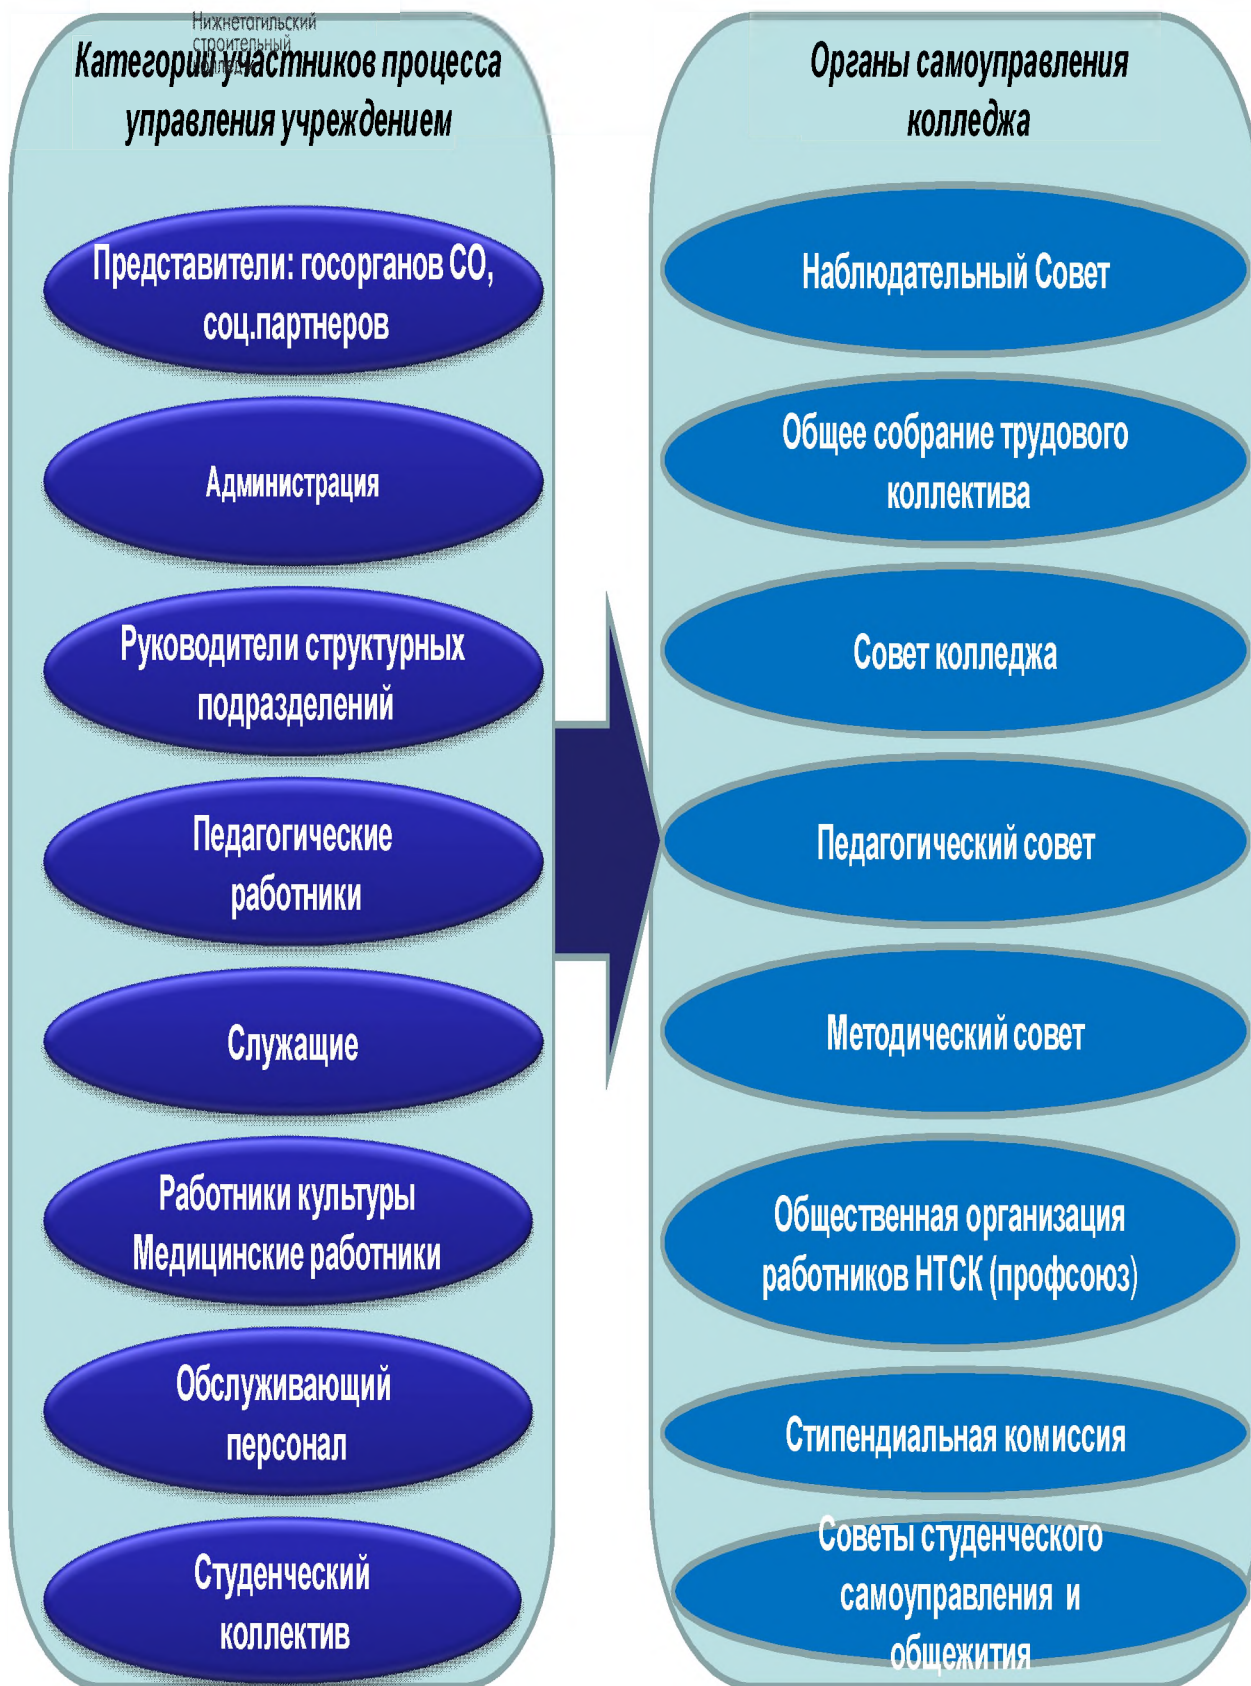 Нижнетагильский
строительный
колледж
Категории участников процесса
управления учреждением
Представители: госорганов СО,
соц.партнеров
Администрация
Руководители структурных
подразделений
Педагогические
работники
Служащие
Работники культуры
Медицинские работники
Обслуживающий
персонал
Студенческий
коллектив
Органы самоуправления
колледжа
Наблюдательный Совет
Общее собрание трудового
коллектива
Совет колледжа
Педагогический совет
Методический совет
Общественная организация
работников НТСК (профсоюз)
Стипендиальная комиссия
Советы студенческого
самоуправления и
общежития